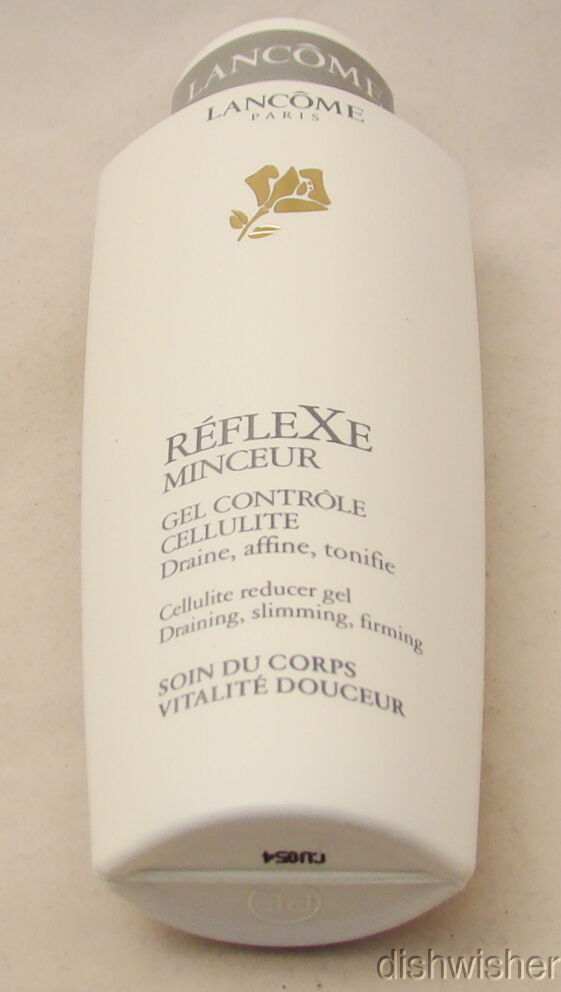 LANCÔME
LANCÔME
PARIS
RÉFLEXE
MINCEUR
GEL CONTRÔLE
CELLULITE
Draine, affine, tonifie
Cellulite reducer gel
Draining, slimming, firming
SOIN DU CORPS
VITALITÉ DOUCEUR
CU054
dishwisher